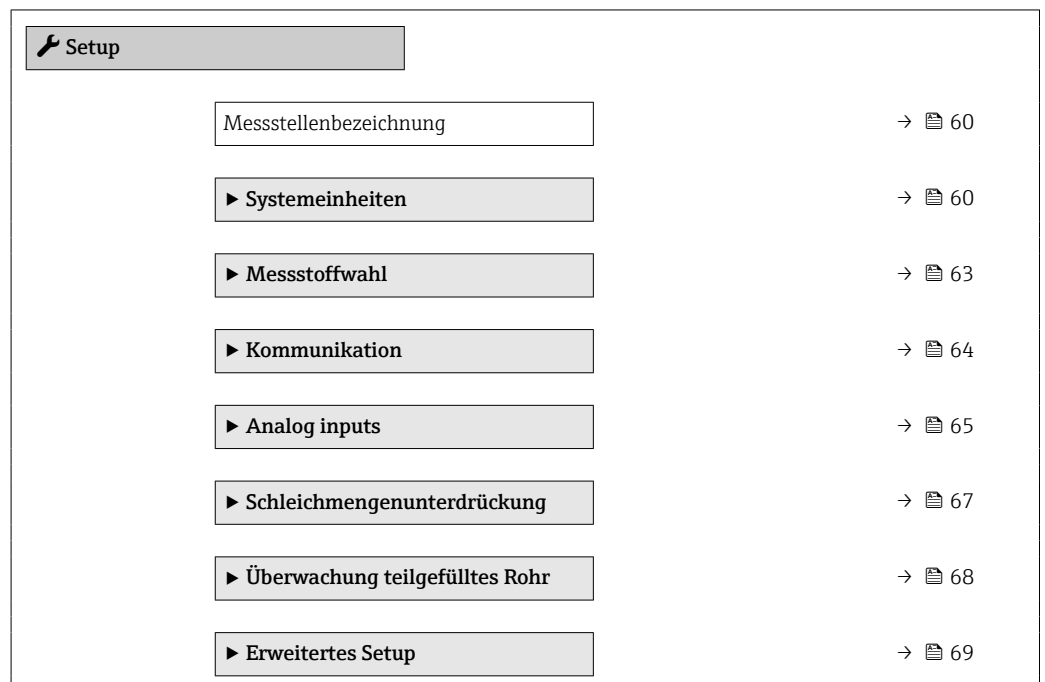 Setup
Messstellenbezeichnung → 60
▶ Systemeinheiten → 60
▶ Messstoffwahl → 63
▶ Kommunikation → 64
▶ Analog inputs → 65
▶ Schleichmengenunterdrückung → 67
▶ Überwachung teilgefülltes Rohr → 68
▶ Erweitertes Setup → 69